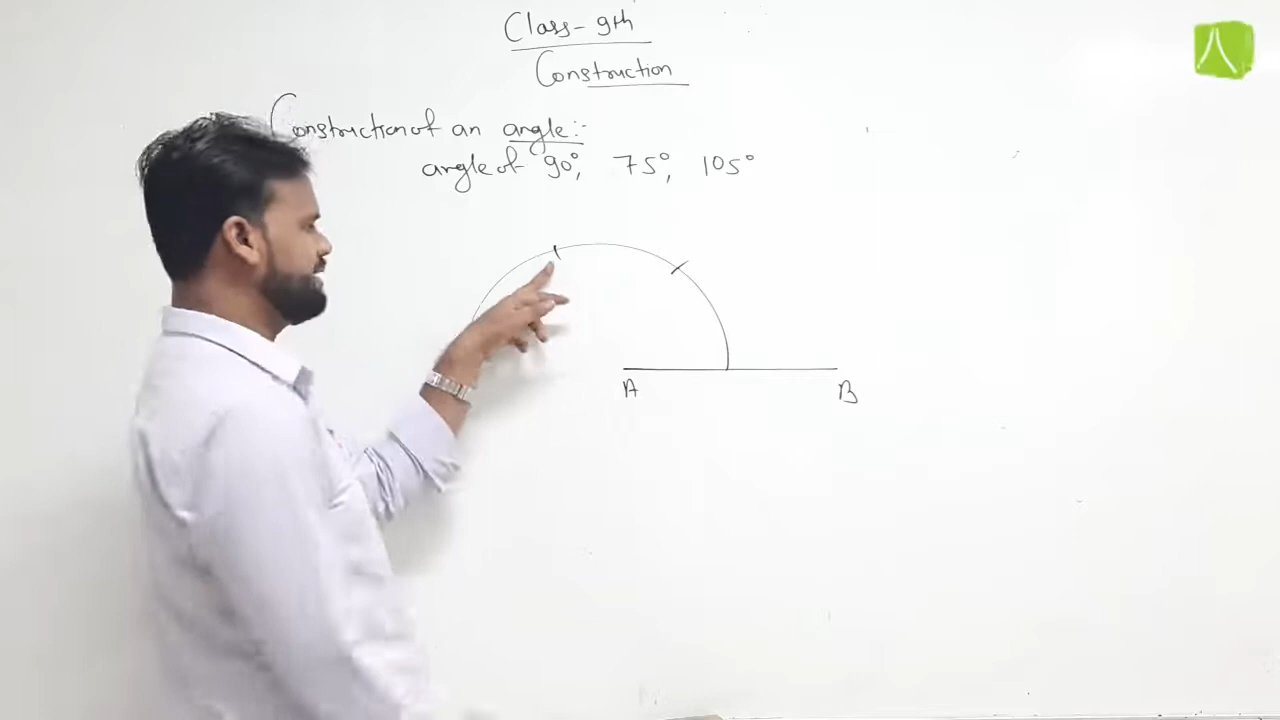 Class-9th
Construction
Construction of an angle:-
angle of 90°, 75°, 105°
A B